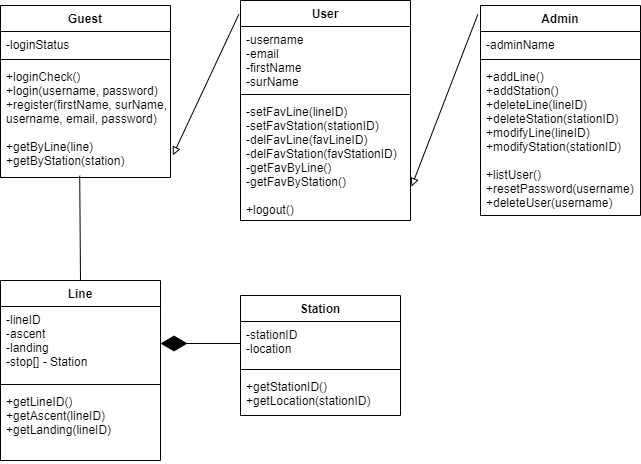 Guest
-loginStatus
+loginCheck()
+login(username, password)
+register(firstName, surName,
username, email, password)
+getByLine(line)
+getByStation(station)
User
-username
-email
-firstName
-surName
-setFavLine(lineID)
-setFavStation(stationID)
-delFavLine(favLineID)
-delFavStation(favStationID)
-getFavByLine()
-getFavByStation()
+logout()
Admin
-adminName
+addLine()
+addStation()
+deleteLine(lineID)
+deleteStation(stationID)
+modifyLine(lineID)
+modifyStation(stationID)
+listUser()
+resetPassword(username)
+deleteUser(username)
Line
-lineID
-ascent
-landing
-stop[] - Station
+getLineID()
+getAscent(lineID)
+getLanding(lineID)
Station
-stationID
-location
+getStationID()
+getLocation(stationID)